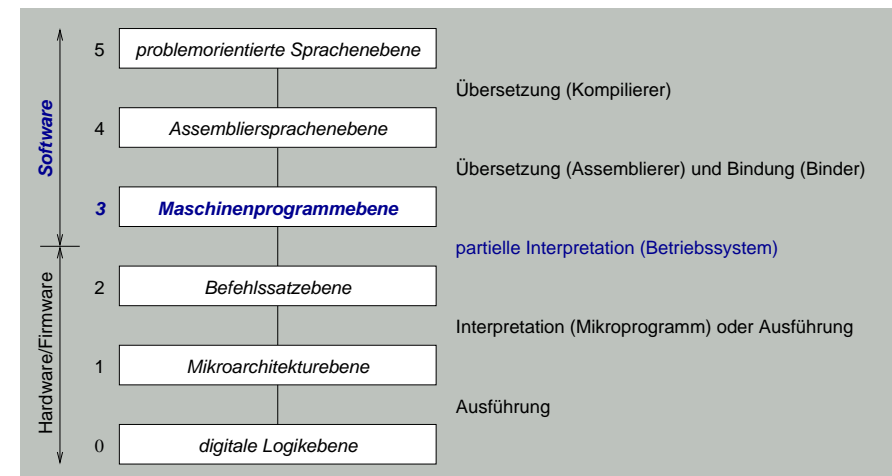 5 problemorientierte Sprachenebene
Übersetzung (Kompilierer)
4 Assembliersprachenebene
Übersetzung (Assemblierer) und Bindung (Binder)
3 Maschinenprogrammebene
partielle Interpretation (Betriebssystem)
2 Befehlssatzebene
Interpretation (Mikroprogramm) oder Ausführung
1 Mikroarchitekturebene
Ausführung
0 digitale Logikebene
Software
Hardware/Firmware